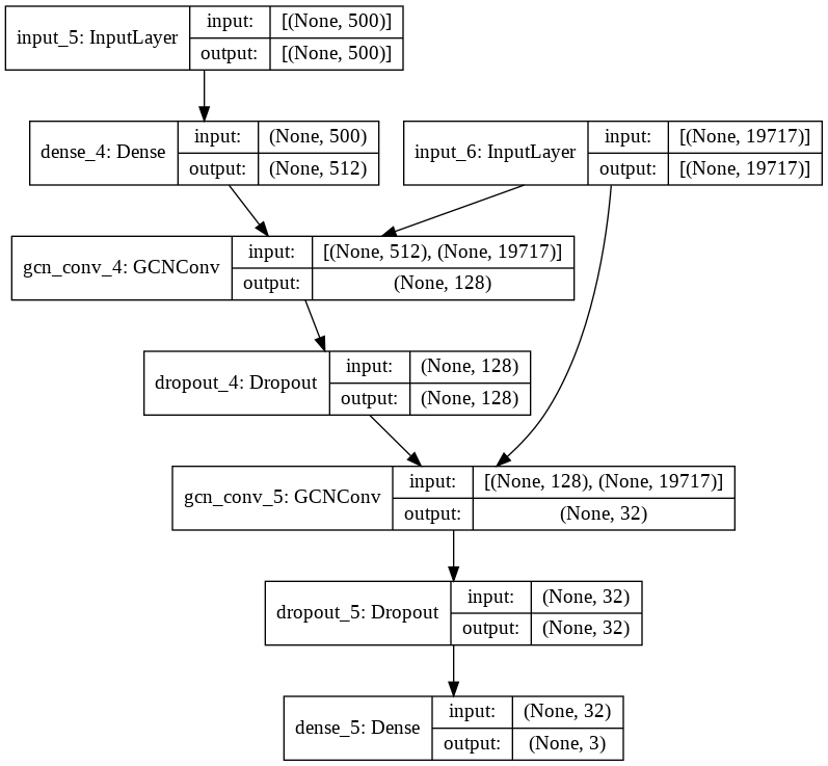 input_5: InputLayer
input: [(None, 500)]
output: [(None, 500)]
dense_4: Dense
input: (None, 500)
output: (None, 512)
input_6: InputLayer
input: [(None, 19717)]
output: [(None, 19717)]
gcn_conv_4: GCNConv
input: [(None, 512), (None, 19717)]
output: (None, 128)
dropout_4: Dropout
input: (None, 128)
output: (None, 128)
gcn_conv_5: GCNConv
input: [(None, 128), (None, 19717)]
output: (None, 32)
dropout_5: Dropout
input: (None, 32)
output: (None, 32)
dense_5: Dense
input: (None, 32)
output: (None, 3)